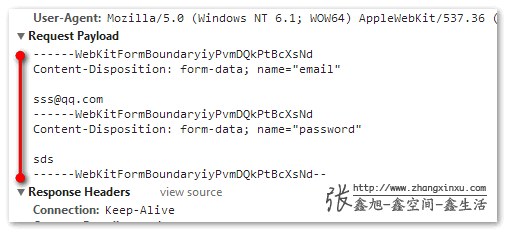 User-Agent: Mozilla/5.0 (Windows NT 6.1; WOW64) AppleWebKit/537.36 (
▼ Request Payload
------WebKitFormBoundaryiyPvmDQkPtBcXsNd
Content-Disposition: form-data; name="email"
sss@qq.com
------WebKitFormBoundaryiyPvmDQkPtBcXsNd
Content-Disposition: form-data; name="password"
sds
------WebKitFormBoundaryiyPvmDQkPtBcXsNd--
▼ Response Headers view source
Connection: Keep-Alive
http://www.zhangxinxu.com
张鑫旭-鑫空间-鑫生活